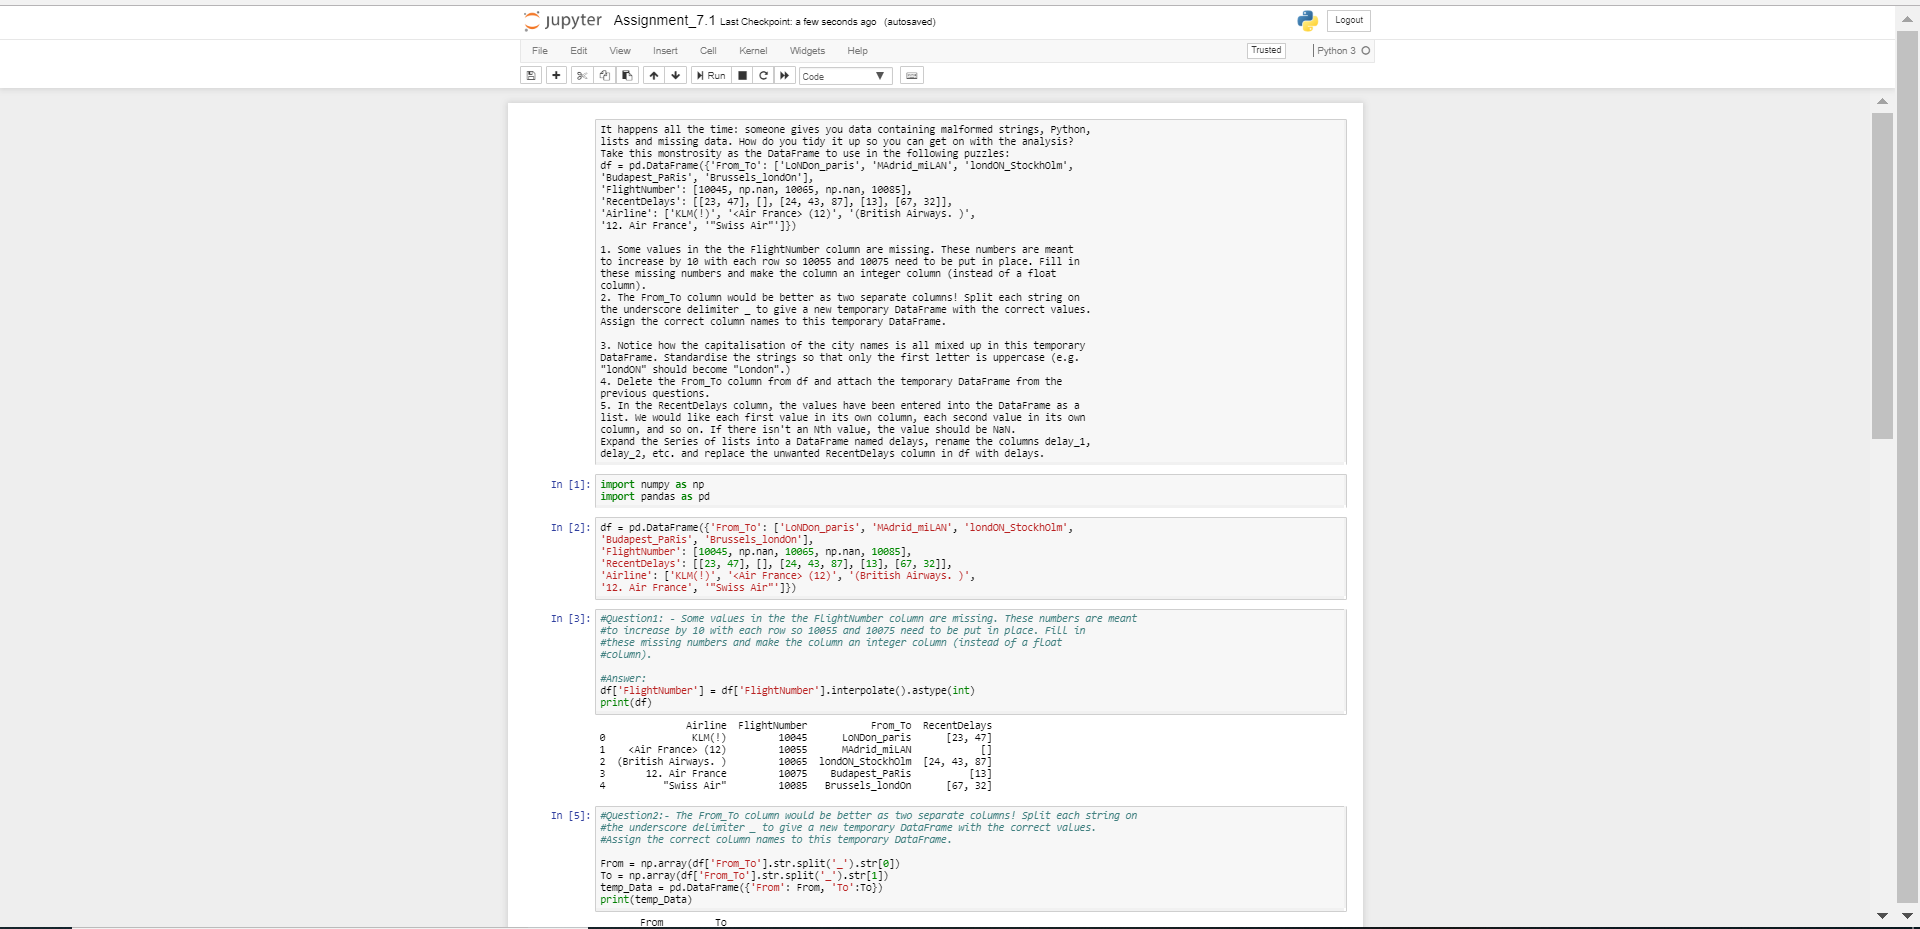 jupyter Assignment_7.1 Last Checkpoint: a few seconds ago (autosaved)
Logout
File Edit View Insert Cell Kernel Widgets Help
Trusted
Python 3
Run
Code
It happens all the time: someone gives you data containing malformed strings, Python,
lists and missing data. How do you tidy it up so you can get on with the analysis?
Take this monstrosity as the DataFrame to use in the following puzzles:
df = pd.DataFrame({'From_To': ['LoNDon_paris', 'MAdrid_miLAN', 'londON_StockhOlm',
'Budapest_PaRis', 'Brussels_londOn'],
'FlightNumber': [10045, np.nan, 10065, np.nan, 10085],
'RecentDelays': [[23, 47], [], [24, 43, 87], [13], [67, 32]],
'Airline': ['KLM(!)', '<Air France> (12)', '(British Airways. )',
'12. Air France', '"Swiss Air"']})
1. Some values in the the FlightNumber column are missing. These numbers are meant
to increase by 10 with each row so 10055 and 10075 need to be put in place. Fill in
these missing numbers and make the column an integer column (instead of a float
column).
2. The From_To column would be better as two separate columns! Split each string on
the underscore delimiter _ to give a new temporary DataFrame with the correct values.
Assign the correct column names to this temporary DataFrame.
3. Notice how the capitalisation of the city names is all mixed up in this temporary
DataFrame. Standardise the strings so that only the first letter is uppercase (e.g.
"londON" should become "London".)
4. Delete the From_To column from df and attach the temporary DataFrame from the
previous questions.
5. In the RecentDelays column, the values have been entered into the DataFrame as a
list. We would like each first value in its own column, each second value in its own
column, and so on. If there isn't an Nth value, the value should be NaN.
Expand the Series of lists into a DataFrame named delays, rename the columns delay_1,
delay_2, etc. and replace the unwanted RecentDelays column in df with delays.
In [1]: import numpy as np
import pandas as pd
In [2]: df = pd.DataFrame({'From_To': ['LoNDon_paris', 'MAdrid_miLAN', 'londON_StockhOlm',
'Budapest_PaRis', 'Brussels_londOn'],
'FlightNumber': [10045, np.nan, 10065, np.nan, 10085],
'RecentDelays': [[23, 47], [], [24, 43, 87], [13], [67, 32]],
'Airline': ['KLM(!)', '<Air France> (12)', '(British Airways. )',
'12. Air France', '"Swiss Air"']})
In [3]: #Question1: - Some values in the the FlightNumber column are missing. These numbers are meant
#to increase by 10 with each row so 10055 and 10075 need to be put in place. Fill in
#these missing numbers and make the column an integer column (instead of a float
#column).
#Answer:
df['FlightNumber'] = df['FlightNumber'].interpolate().astype(int)
print(df)
Airline FlightNumber From_To RecentDelays
0 KLM(!) 10045 LoNDon_paris [23, 47]
1 <Air France> (12) 10055 MAdrid_miLAN []
2 (British Airways. ) 10065 londON_StockhOlm [24, 43, 87]
3 12. Air France 10075 Budapest_PaRis [13]
4 "Swiss Air" 10085 Brussels_londOn [67, 32]
In [5]: #Question2:- The From_To column would be better as two separate columns! Split each string on
#the underscore delimiter _ to give a new temporary DataFrame with the correct values.
#Assign the correct column names to this temporary DataFrame.
From = np.array(df['From_To'].str.split('_').str[0])
To = np.array(df['From_To'].str.split('_').str[1])
temp_Data = pd.DataFrame({'From': From, 'To':To})
print(temp_Data)
From To